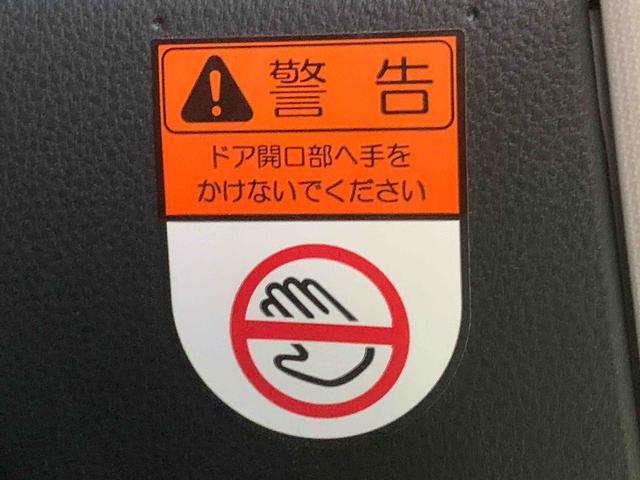 警告
ドア開口部へ手を
かけないでください